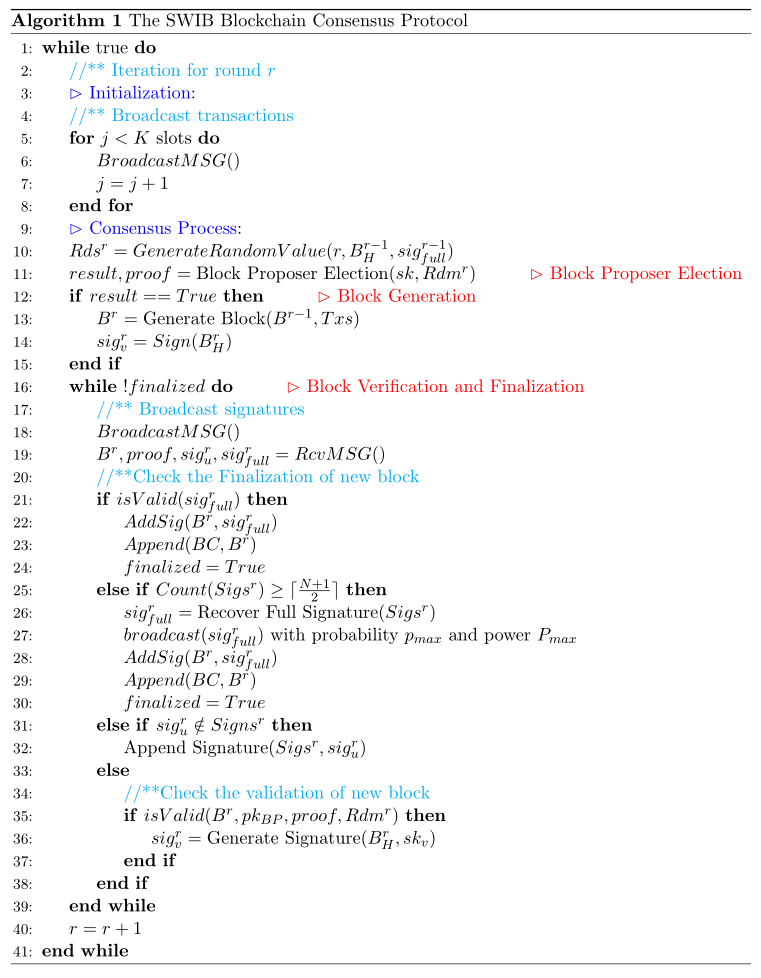 Algorithm 1 The SWIB Blockchain Consensus Protocol
1: while true do
2: //** Iteration for round r
3: ▷ Initialization:
4: //** Broadcast transactions
5: for j < K slots do
6: BroadcastMSG()
7: j = j + 1
8: end for
9: ▷ Consensus Process:
10: Rds^r = GenerateRandomValue(r, B_H^{r−1}, sig_{full}^{r−1})
11: result, proof = Block Proposer Election(sk, Rdm^r) ▷ Block Proposer Election
12: if result == True then ▷ Block Generation
13: B^r = Generate Block(B^{r−1}, Txs)
14: sig_v^r = Sign(B_H^r)
15: end if
16: while !finalized do ▷ Block Verification and Finalization
17: //** Broadcast signatures
18: BroadcastMSG()
19: B^r, proof, sig_u^r, sig_{full}^r = RcvMSG()
20: //**Check the Finalization of new block
21: if isValid(sig_{full}^r) then
22: AddSig(B^r, sig_{full}^r)
23: Append(BC, B^r)
24: finalized = True
25: else if Count(Sigs^r) ≥ ⌈\frac{N+1}{2}⌉ then
26: sig_{full}^r = Recover Full Signature(Sigs^r)
27: broadcast(sig_{full}^r) with probability p_{max} and power P_{max}
28: AddSig(B^r, sig_{full}^r)
29: Append(BC, B^r)
30: finalized = True
31: else if sig_u^r ∉ Signs^r then
32: Append Signature(Sigs^r, sig_u^r)
33: else
34: //**Check the validation of new block
35: if isValid(B^r, pk_{BP}, proof, Rdm^r) then
36: sig_v^r = Generate Signature(B_H^r, sk_v)
37: end if
38: end if
39: end while
40: r = r + 1
41: end while